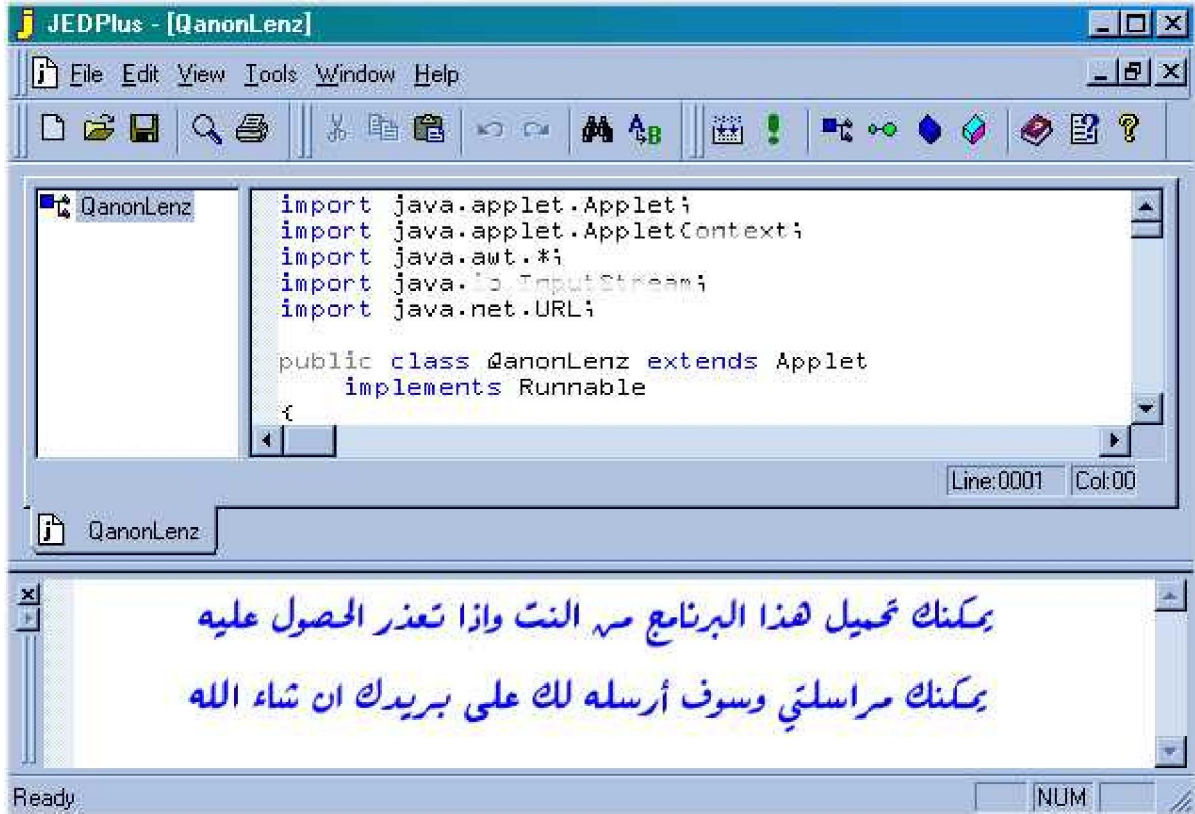 JEDPlus - [QanonLenz]
File Edit View Tools Window Help
QanonLenz
import java.applet.Applet;
import java.applet.AppletContext;
import java.awt.*;
import java.io.InputStream;
import java.net.URL;
public class QanonLenz extends Applet
implements Runnable
{
Line:0001 Col:00
QanonLenz
يمكنك تحميل هذا البرنامج من النت واذا تعذر الحصول عليه
يمكنك مراسلتي وسوف أرسله لك على بريدك ان شاء الله
Ready NUM